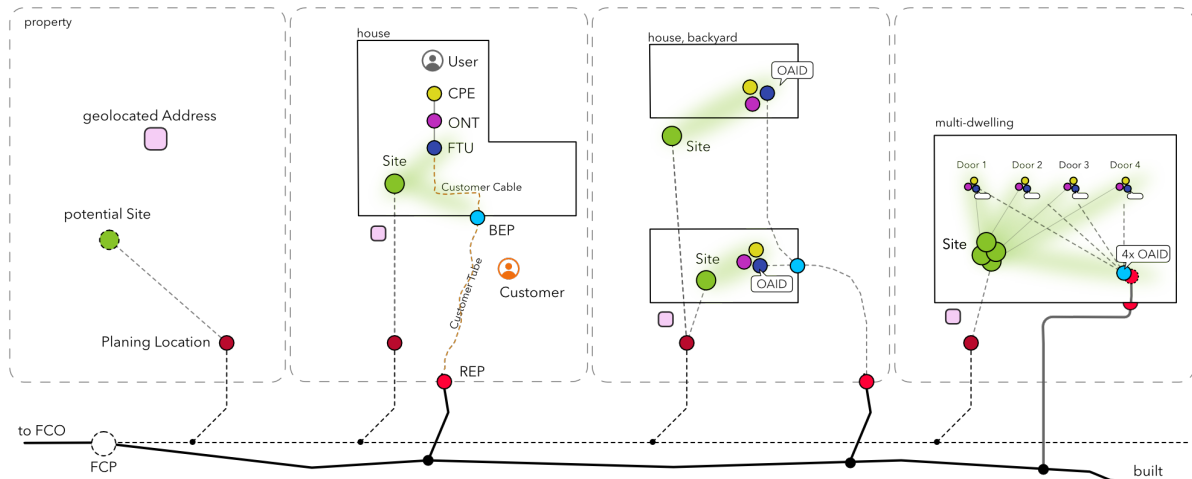 property
geolocated Address
potential Site
Planing Location
to FCO
FCP
house
User
CPE
ONT
FTU
Site
Customer Cable
BEP
Customer Tube
Customer
REP
house, backyard
OAID
Site
Site
OAID
multi-dwelling
Door 1 Door 2 Door 3 Door 4
Site
4x OAID
built